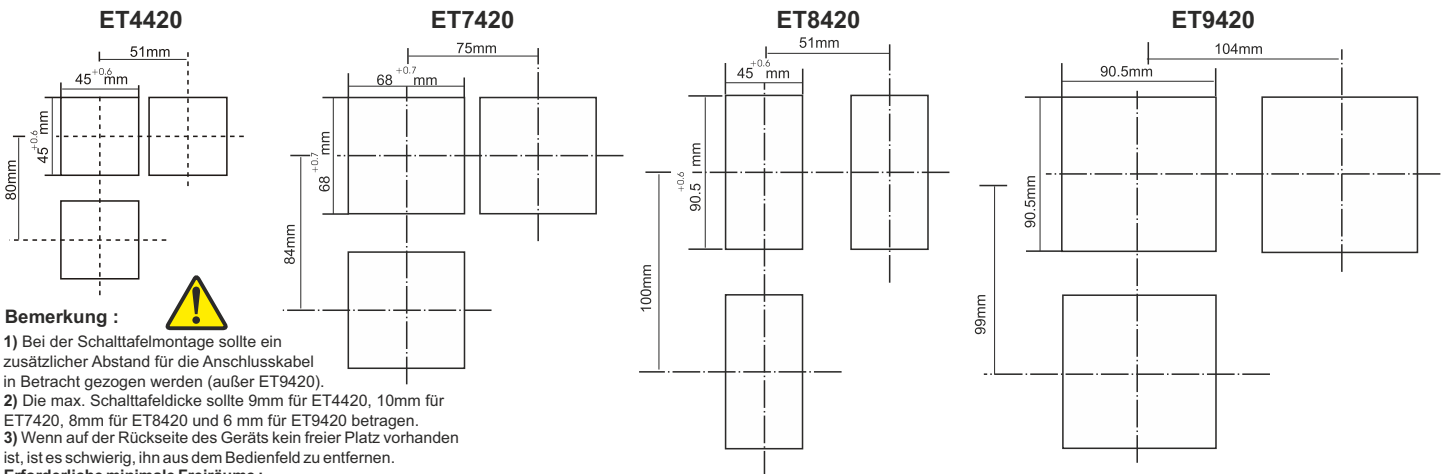 ET4420
51mm
45 +0.6 mm
45 +0.6 mm
80mm
ET7420
75mm
68 +0.7 mm
68 +0.7 mm
84mm
ET8420
51mm
45 +0.6 mm
90.5 +0.6 mm
100mm
ET9420
104mm
90.5mm
90.5mm
99mm
Bemerkung :
1) Bei der Schalttafelmontage sollte ein
zusätzlicher Abstand für die Anschlusskabel
in Betracht gezogen werden (außer ET9420).
2) Die max. Schalttafeldicke sollte 9mm für ET4420, 10mm für
ET7420, 8mm für ET8420 und 6 mm für ET9420 betragen.
3) Wenn auf der Rückseite des Geräts kein freier Platz vorhanden
ist, ist es schwierig, ihn aus dem Bedienfeld zu entfernen.
Erforderliche minimale Freiräume :